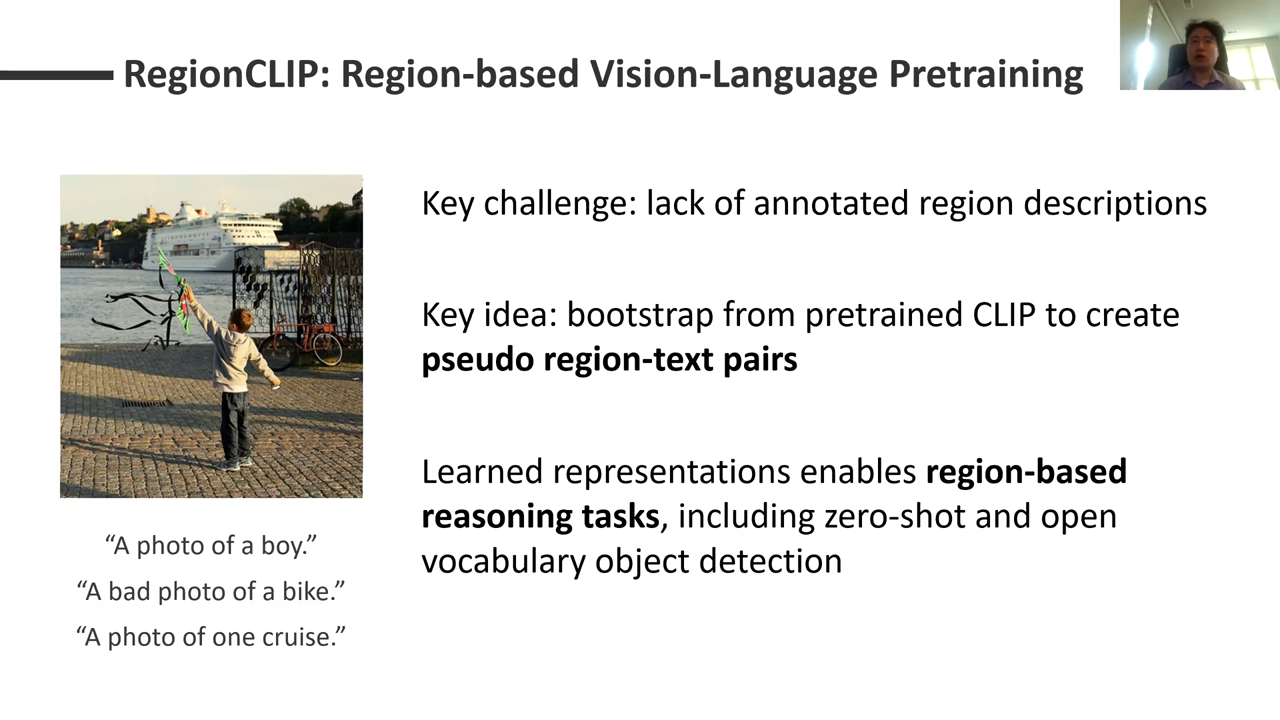 RegionCLIP: Region-based Vision-Language Pretraining
Key challenge: lack of annotated region descriptions
Key idea: bootstrap from pretrained CLIP to create
pseudo region-text pairs
Learned representations enables region-based
reasoning tasks, including zero-shot and open
vocabulary object detection
“A photo of a boy.”
“A bad photo of a bike.”
“A photo of one cruise.”